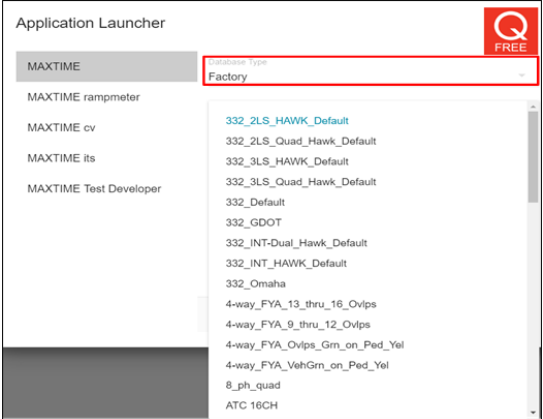 Application Launcher
Q
FREE
MAXTIME
MAXTIME rampmeter
MAXTIME cv
MAXTIME its
MAXTIME Test Developer
Database Type
Factory
332_2LS_HAWK_Default
332_2LS_Quad_Hawk_Default
332_3LS_HAWK_Default
332_3LS_Quad_Hawk_Default
332_Default
332_GDOT
332_INT-Dual_Hawk_Default
332_INT_HAWK_Default
332_Omaha
4-way_FYA_13_thru_16_Ovlps
4-way_FYA_9_thru_12_Ovlps
4-way_FYA_Ovlps_Grn_on_Ped_Yel
4-way_FYA_VehGrn_on_Ped_Yel
8_ph_quad
ATC 16CH